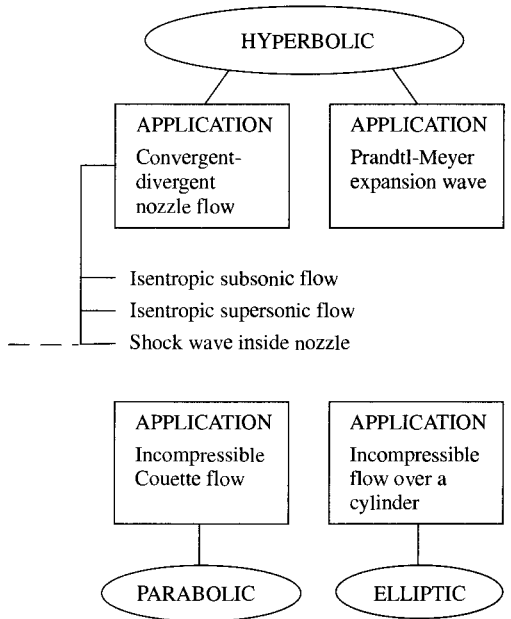 HYPERBOLIC
APPLICATION
Convergent-
divergent
nozzle flow
APPLICATION
Prandtl-Meyer
expansion wave
Isentropic subsonic flow
Isentropic supersonic flow
Shock wave inside nozzle
APPLICATION
Incompressible
Couette flow
APPLICATION
Incompressible
flow over a
cylinder
PARABOLIC
ELLIPTIC